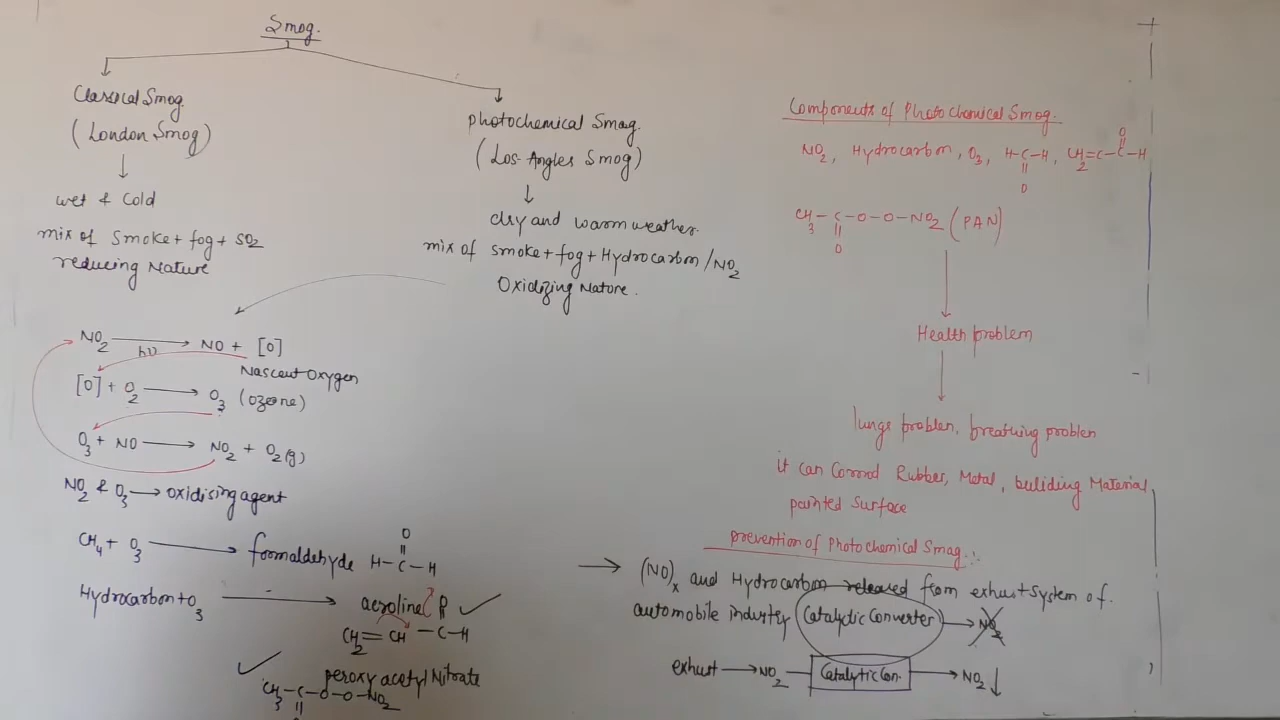 Smog.
Classical Smog.
(London Smog)
wet & Cold
mix of Smoke + fog + SO2
reducing Nature
photochemical Smog.
(Los-Angles Smog)
dry and warm weather.
mix of smoke + fog + Hydrocarbon / NO2
Oxidizing Nature.
NO2 hν → NO + [O]
Nascent Oxygen
[O] + O2 → O3 (ozone)
O3 + NO → NO2 + O2(g)
NO2 & O3 → oxidising agent
CH4 + O3 → formaldehyde H-C-H
O
Hydrocarbon + O3 → acroline
CH2=CH-C-H
peroxy acetyl Nitrate
CH3-C-O-O-NO2
Components of Photochemical Smog.
NO2, Hydrocarbon, O3, H-C-H, CH2=C-C-H
O O
CH3-C-O-O-NO2 (PAN)
O
Health problem
lungs problem, breathing problem
it can Corrod Rubber, Metal, buliding Material,
painted Surface
prevention of Photochemical Smog.
→ (NO)x and Hydrocarbon released from exhust System of.
automobile industry (Catalytic Converter) → NO2
exhust → NO2 - Catalytic Con. → NO2 ↓